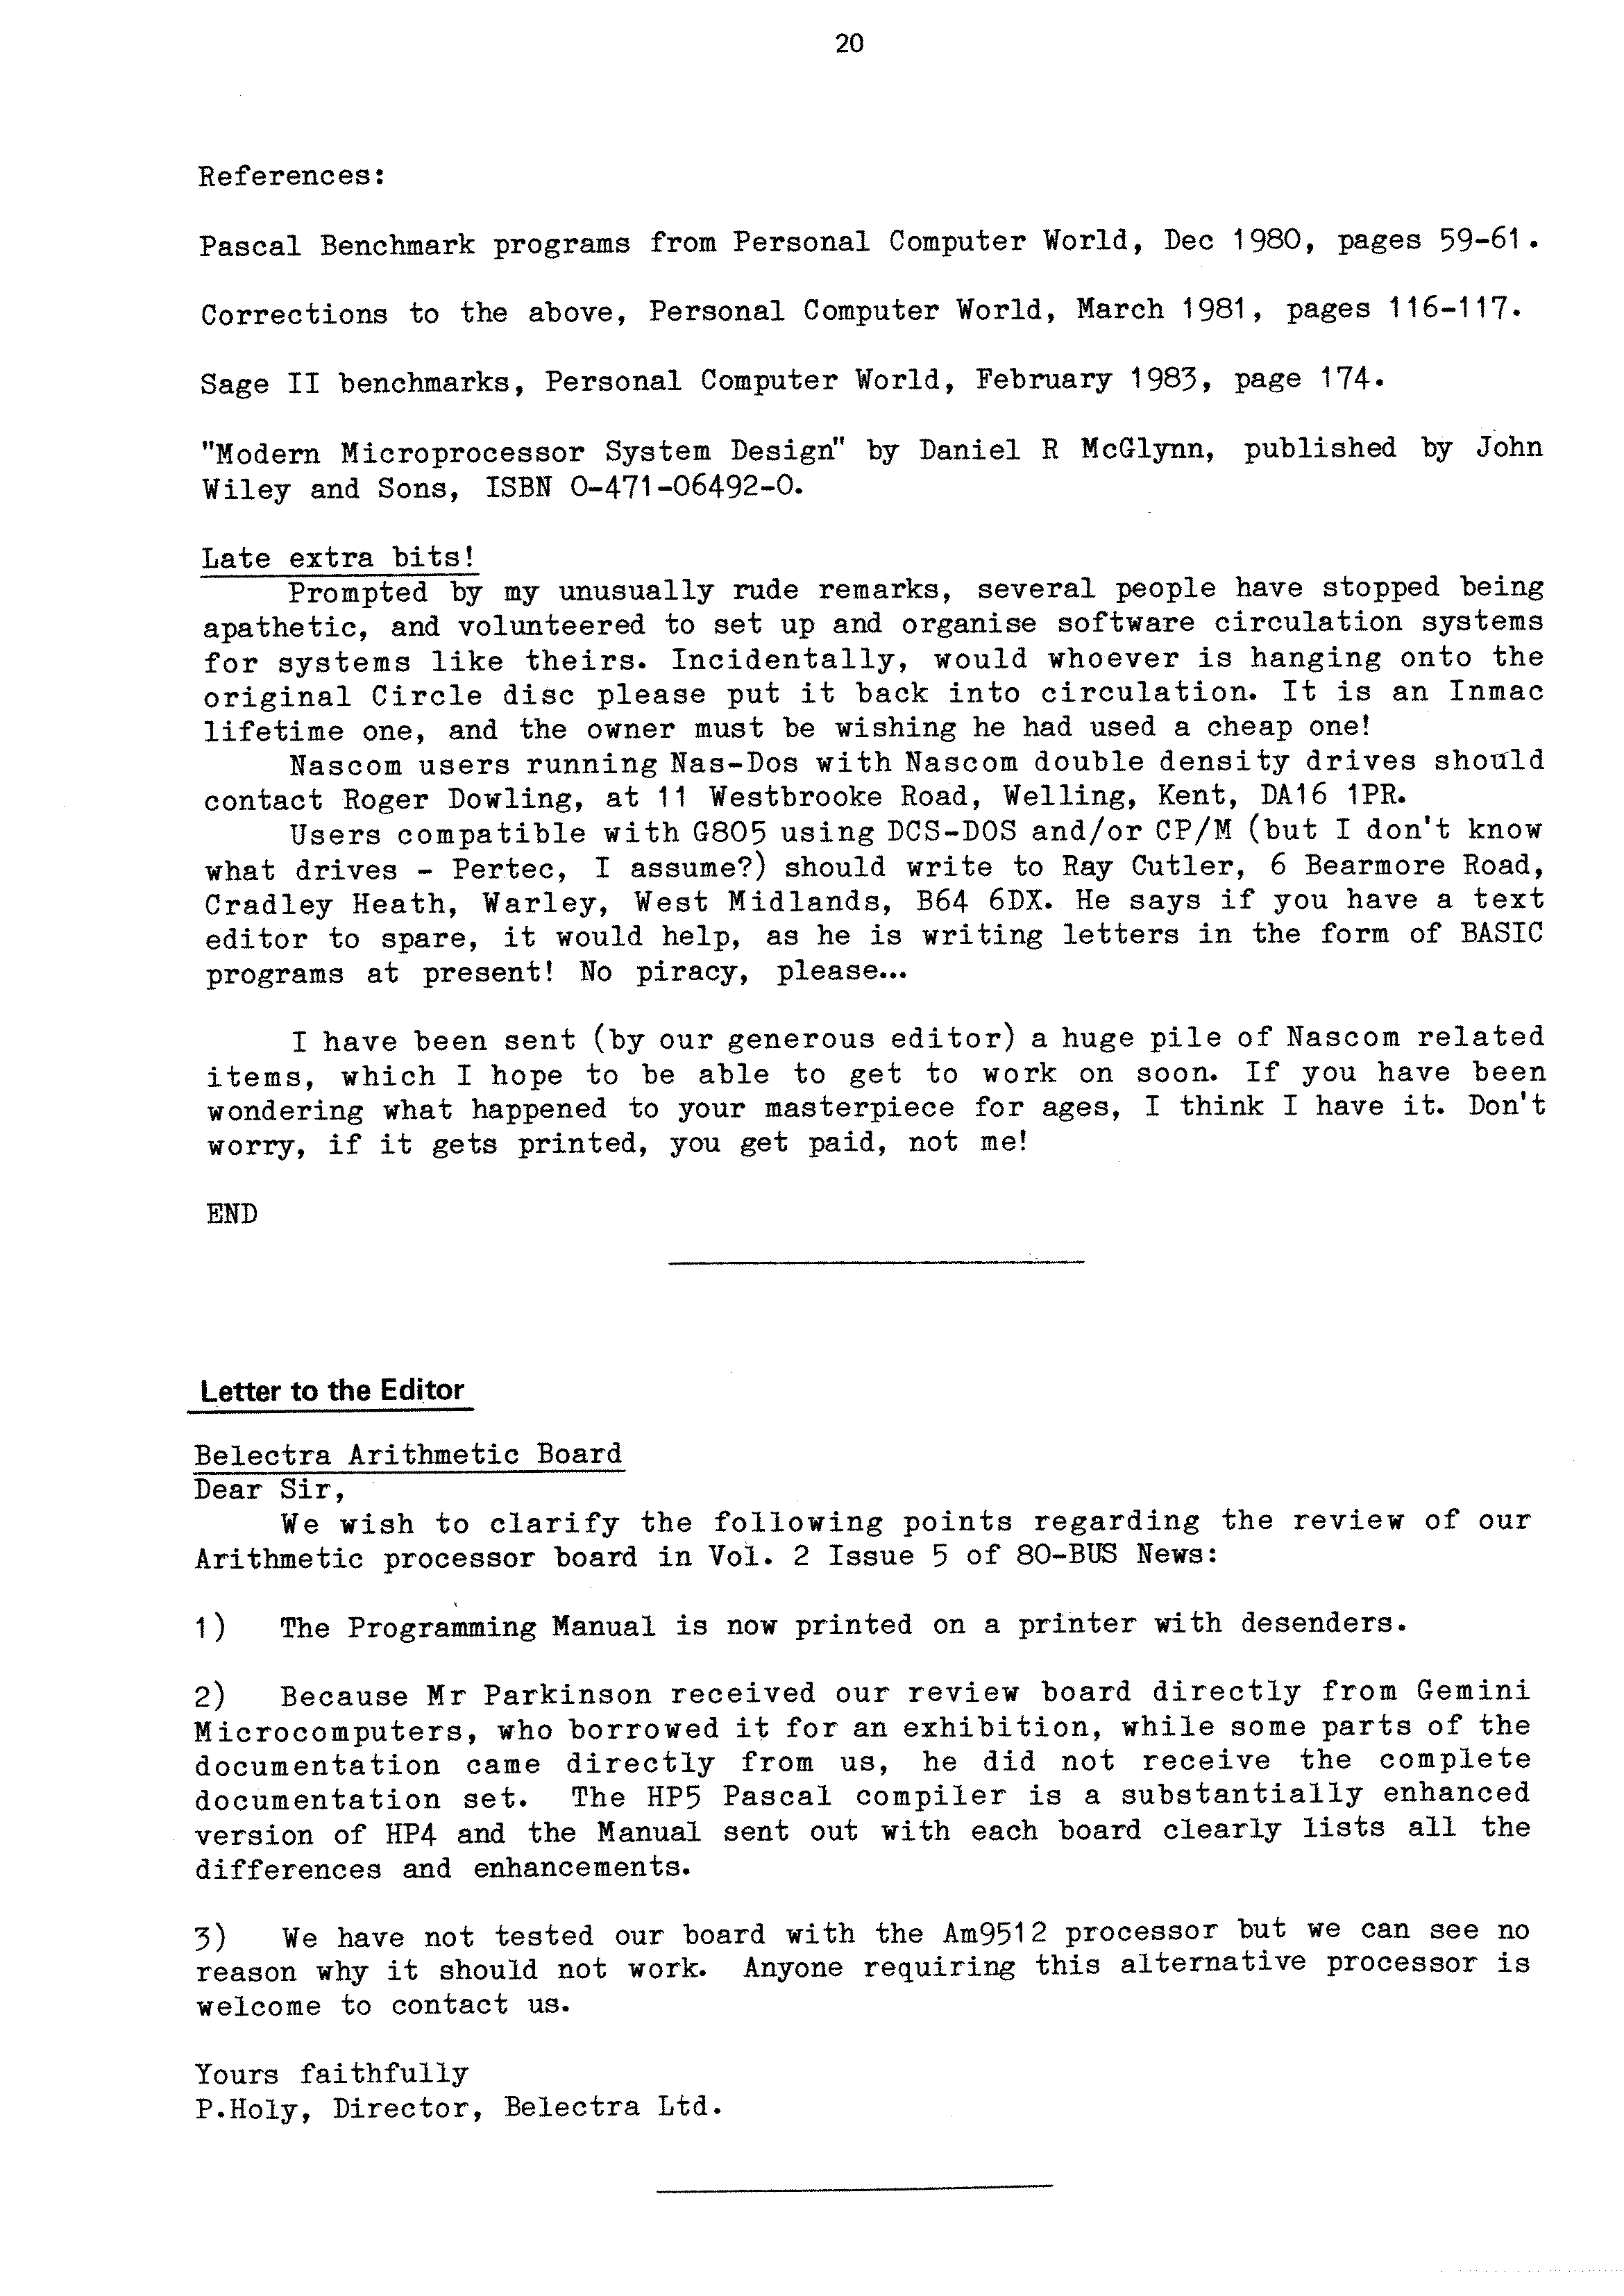 20
References:
Pascal Benchmark programs from Personal Computer World, Dec 1980, pages 59-61.
Corrections to the above, Personal Computer World, March 1981, pages 116-117.
Sage II benchmarks, Personal Computer World, February 1983, page 174.
"Modern Microprocessor System Design" by Daniel R McGlynn, published by John
Wiley and Sons, ISBN 0-471-06492-0.
Late extra bits!
Prompted by my unusually rude remarks, several people have stopped being
apathetic, and volunteered to set up and organise software circulation systems
for systems like theirs. Incidentally, would whoever is hanging onto the
original Circle disc please put it back into circulation. It is an Inmac
lifetime one, and the owner must be wishing he had used a cheap one!
Nascom users running Nas-Dos with Nascom double density drives should
contact Roger Dowling, at 11 Westbrooke Road, Welling, Kent, DA16 1PR.
Users compatible with G805 using DCS-DOS and/or CP/M (but I don't know
what drives - Pertec, I assume?) should write to Ray Cutler, 6 Bearmore Road,
Cradley Heath, Warley, West Midlands, B64 6DX. He says if you have a text
editor to spare, it would help, as he is writing letters in the form of BASIC
programs at present! No piracy, please...
I have been sent (by our generous editor) a huge pile of Nascom related
items, which I hope to be able to get to work on soon. If you have been
wondering what happened to your masterpiece for ages, I think I have it. Don't
worry, if it gets printed, you get paid, not me!
END
Letter to the Editor
Belectra Arithmetic Board
Dear Sir,
We wish to clarify the following points regarding the review of our
Arithmetic processor board in Vol. 2 Issue 5 of 80-BUS News:
1) The Programming Manual is now printed on a printer with desenders.
2) Because Mr Parkinson received our review board directly from Gemini
Microcomputers, who borrowed it for an exhibition, while some parts of the
documentation came directly from us, he did not receive the complete
documentation set. The HP5 Pascal compiler is a substantially enhanced
version of HP4 and the Manual sent out with each board clearly lists all the
differences and enhancements.
3) We have not tested our board with the Am9512 processor but we can see no
reason why it should not work. Anyone requiring this alternative processor is
welcome to contact us.
Yours faithfully
P.Holy, Director, Belectra Ltd.